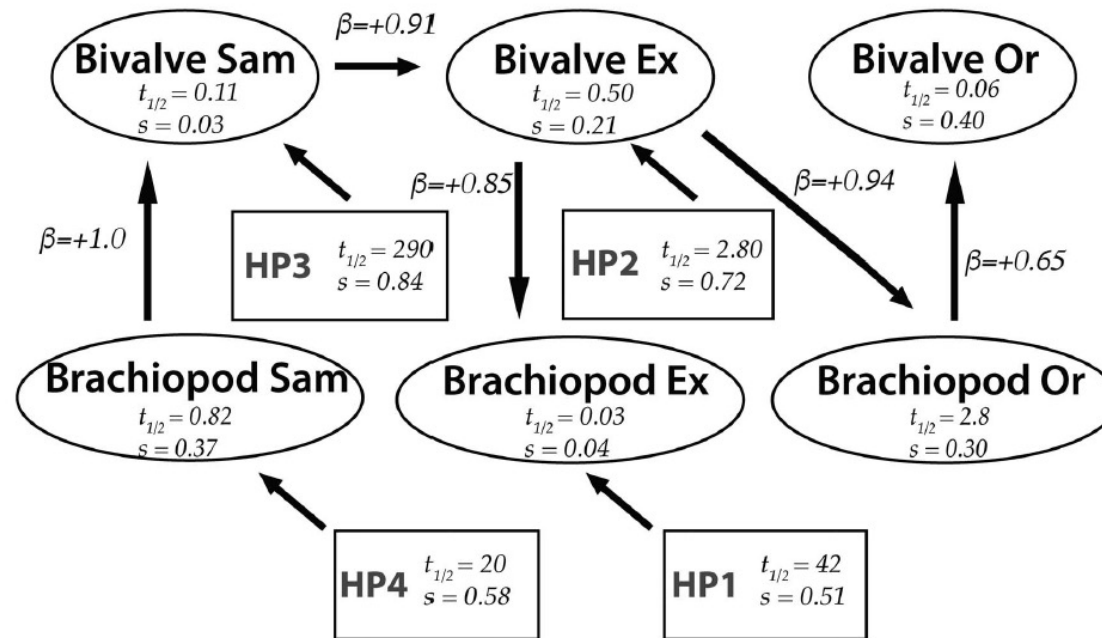 β=+0.91
Bivalve Sam
t1/2 = 0.11
s = 0.03
Bivalve Ex
t1/2 = 0.50
s = 0.21
Bivalve Or
t1/2 = 0.06
s = 0.40
β=+1.0
β=+0.85
β=+0.94
β=+0.65
HP3
t1/2 = 290
s = 0.84
HP2
t1/2 = 2.80
s = 0.72
Brachiopod Sam
t1/2 = 0.82
s = 0.37
Brachiopod Ex
t1/2 = 0.03
s = 0.04
Brachiopod Or
t1/2 = 2.8
s = 0.30
HP4
t1/2 = 20
s = 0.58
HP1
t1/2 = 42
s = 0.51